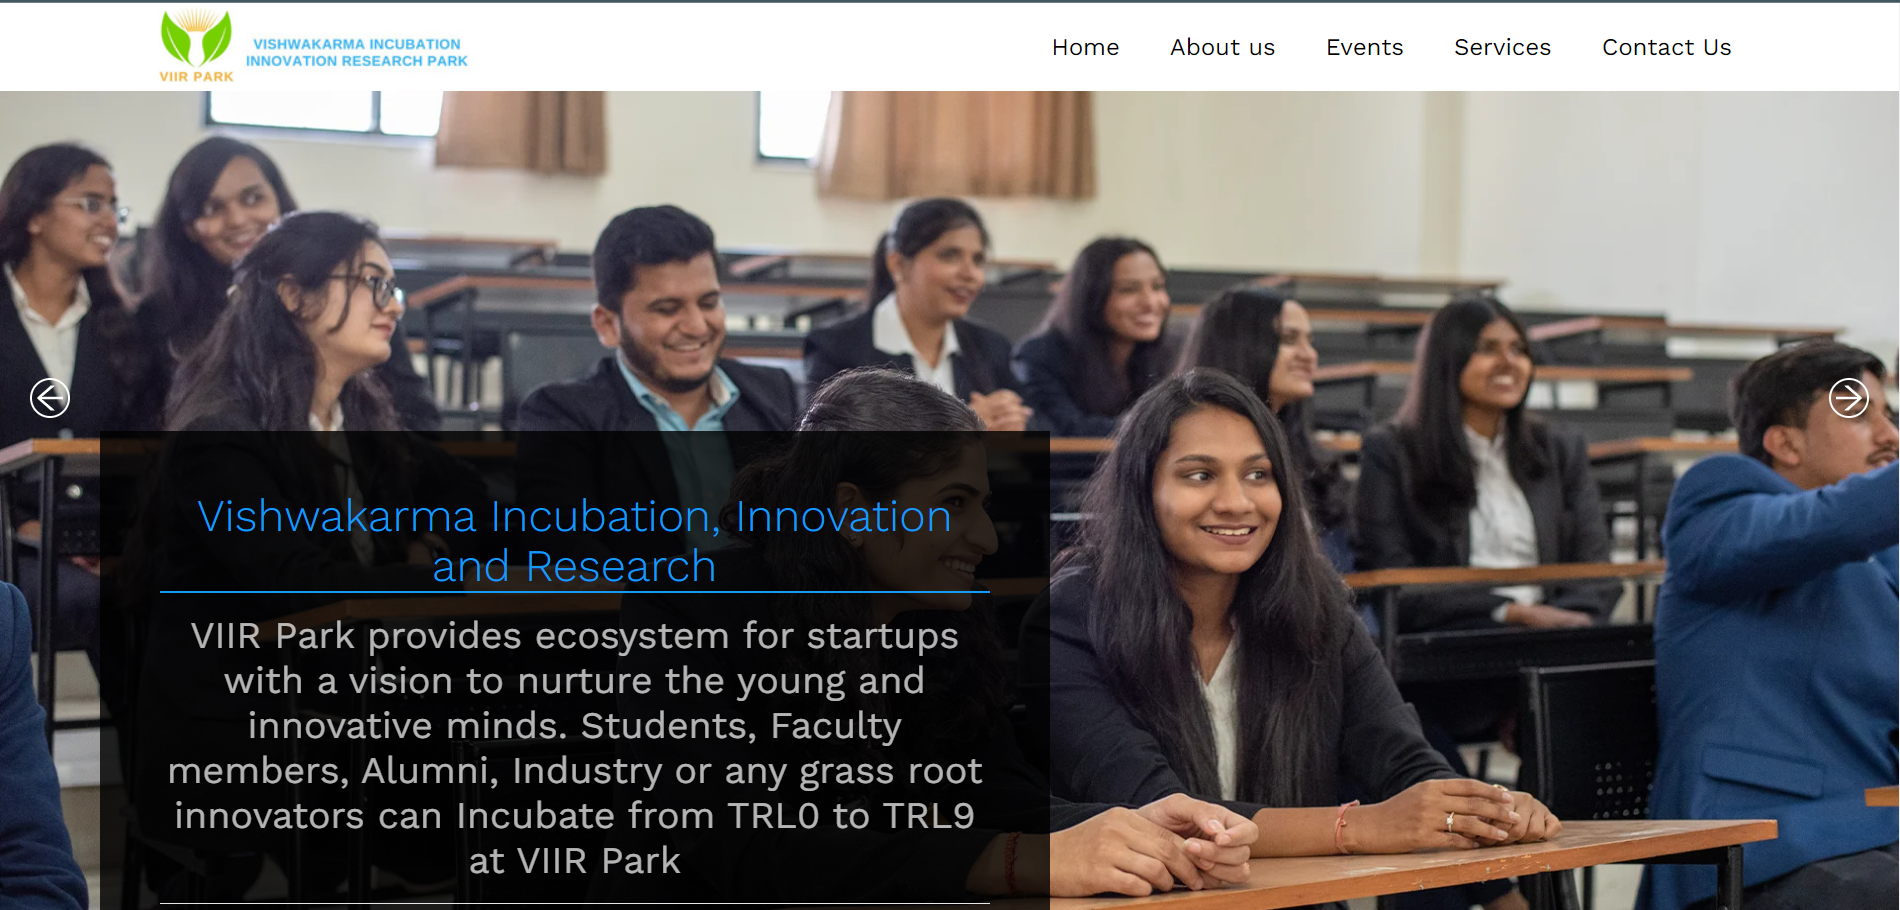 VIIR PARK
VISHWAKARMA INCUBATION
INNOVATION RESEARCH PARK
Home
About us
Events
Services
Contact Us
Vishwakarma Incubation, Innovation
and Research
VIIR Park provides ecosystem for startups
with a vision to nurture the young and
innovative minds. Students, Faculty
members, Alumni, Industry or any grass root
innovators can Incubate from TRL0 to TRL9
at VIIR Park